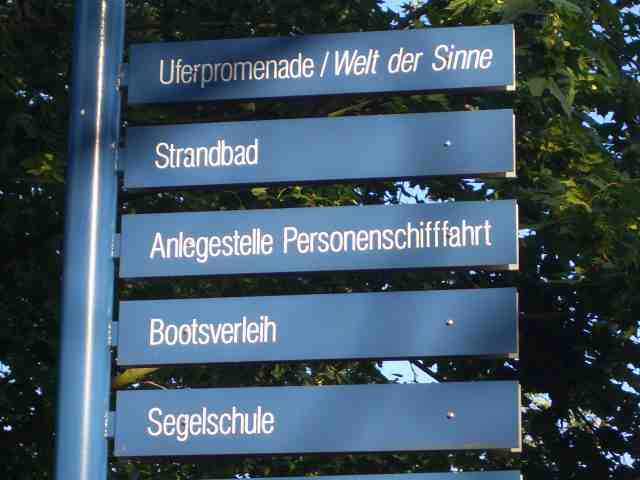 Uferpromenade / Welt der Sinne
Strandbad
Anlegestelle Personenschifffahrt
Bootsverleih
Segelschule